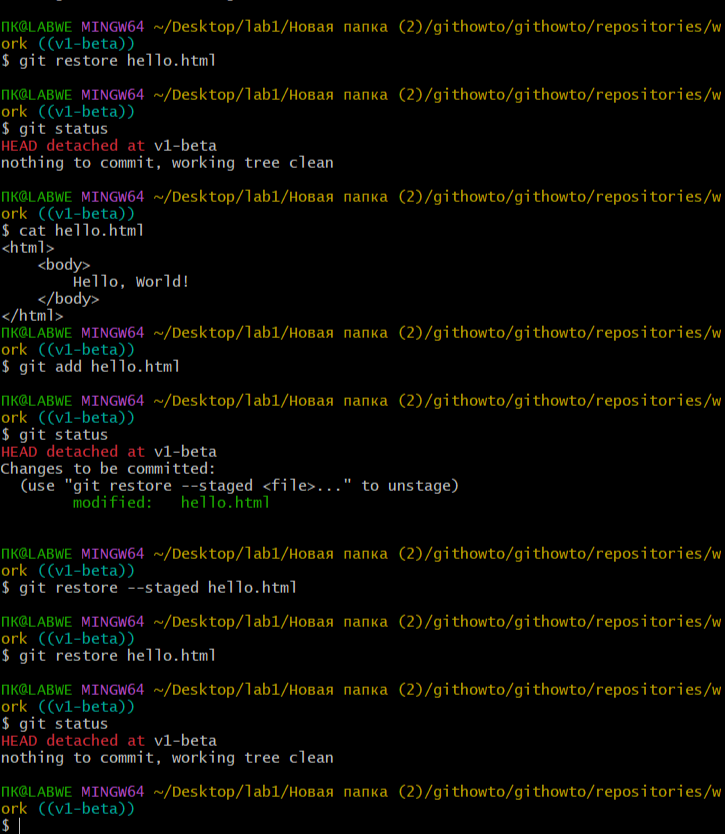 ПК@LABWE MINGW64 ~/Desktop/lab1/Новая папка (2)/githowto/githowto/repositories/w
ork ((v1-beta))
$ git restore hello.html

ПК@LABWE MINGW64 ~/Desktop/lab1/Новая папка (2)/githowto/githowto/repositories/w
ork ((v1-beta))
$ git status
HEAD detached at v1-beta
nothing to commit, working tree clean

ПК@LABWE MINGW64 ~/Desktop/lab1/Новая папка (2)/githowto/githowto/repositories/w
ork ((v1-beta))
$ cat hello.html
<html>
    <body>
        Hello, World!
    </body>
</html>
ПК@LABWE MINGW64 ~/Desktop/lab1/Новая папка (2)/githowto/githowto/repositories/w
ork ((v1-beta))
$ git add hello.html

ПК@LABWE MINGW64 ~/Desktop/lab1/Новая папка (2)/githowto/githowto/repositories/w
ork ((v1-beta))
$ git status
HEAD detached at v1-beta
Changes to be committed:
  (use "git restore --staged <file>..." to unstage)
        modified:   hello.html


ПК@LABWE MINGW64 ~/Desktop/lab1/Новая папка (2)/githowto/githowto/repositories/w
ork ((v1-beta))
$ git restore --staged hello.html

ПК@LABWE MINGW64 ~/Desktop/lab1/Новая папка (2)/githowto/githowto/repositories/w
ork ((v1-beta))
$ git restore hello.html

ПК@LABWE MINGW64 ~/Desktop/lab1/Новая папка (2)/githowto/githowto/repositories/w
ork ((v1-beta))
$ git status
HEAD detached at v1-beta
nothing to commit, working tree clean

ПК@LABWE MINGW64 ~/Desktop/lab1/Новая папка (2)/githowto/githowto/repositories/w
ork ((v1-beta))
$